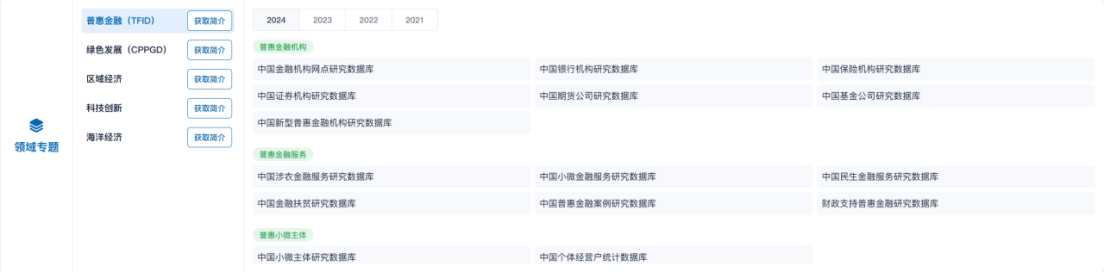 领域专题
普惠金融（TFID） 获取简介
绿色发展（CPPGD） 获取简介
区域经济 获取简介
科技创新 获取简介
海洋经济 获取简介
2024 2023 2022 2021
普惠金融机构
中国金融机构网点研究数据库 中国银行机构研究数据库 中国保险机构研究数据库
中国证券机构研究数据库 中国期货公司研究数据库 中国基金公司研究数据库
中国新型普惠金融机构研究数据库
普惠金融服务
中国涉农金融服务研究数据库 中国小微金融服务研究数据库 中国民生金融服务研究数据库
中国金融扶贫研究数据库 中国普惠金融案例研究数据库 财政支持普惠金融研究数据库
普惠小微主体
中国小微主体研究数据库 中国个体经营户统计数据库